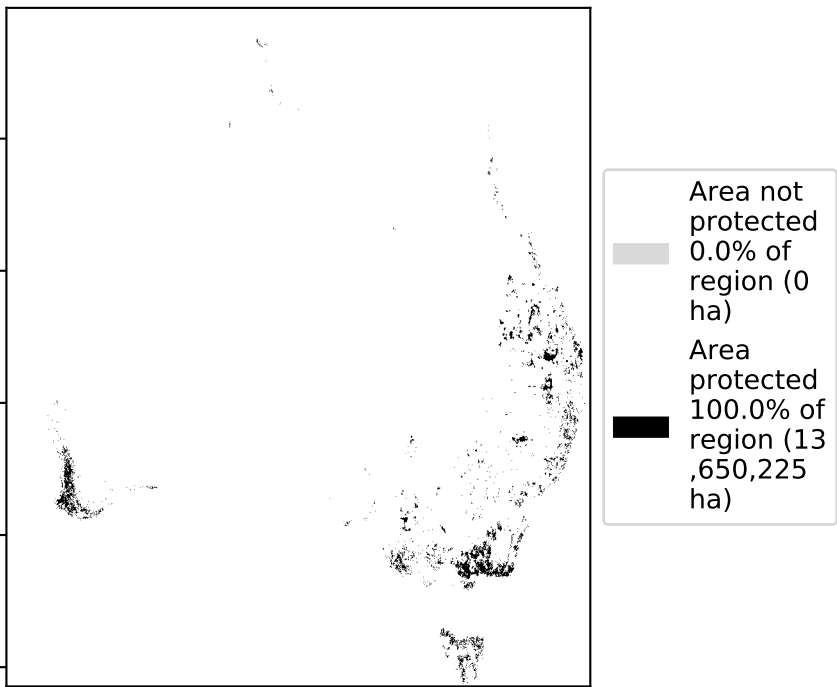 Area not
protected
0.0% of
region (0
ha)
Area
protected
100.0% of
region (13
,650,225
ha)